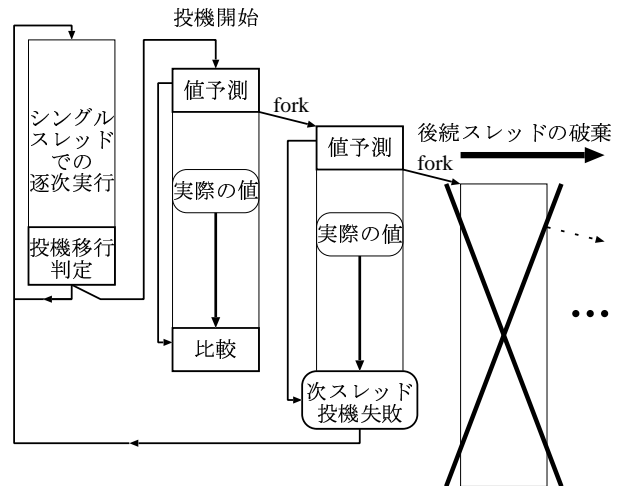 投機開始
シングル
スレッド
での
逐次実行
投機移行
判定
値予測
実際の値
比較
fork
値予測
実際の値
次スレッド
投機失敗
後続スレッドの破棄
fork